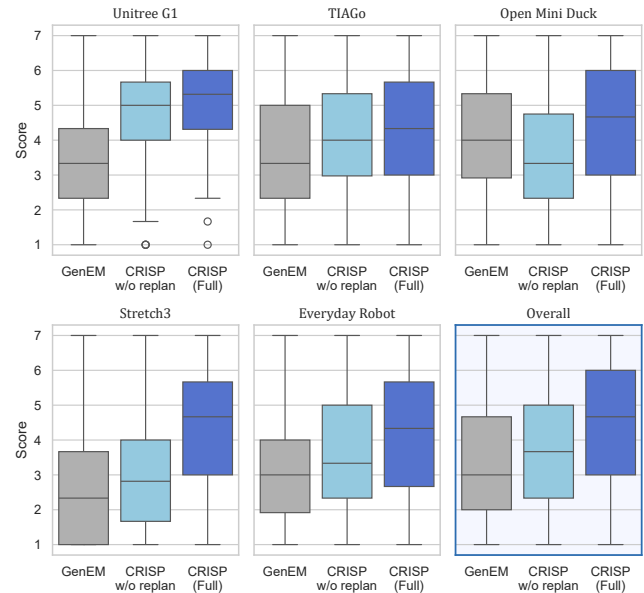 Unitree G1
TIAGo
Open Mini Duck
Score
7
6
5
4
3
2
1
GenEM
CRISP
w/o replan
CRISP
(Full)
GenEM
CRISP
w/o replan
CRISP
(Full)
GenEM
CRISP
w/o replan
CRISP
(Full)
Stretch3
Everyday Robot
Overall
Score
7
6
5
4
3
2
1
GenEM
CRISP
w/o replan
CRISP
(Full)
GenEM
CRISP
w/o replan
CRISP
(Full)
GenEM
CRISP
w/o replan
CRISP
(Full)